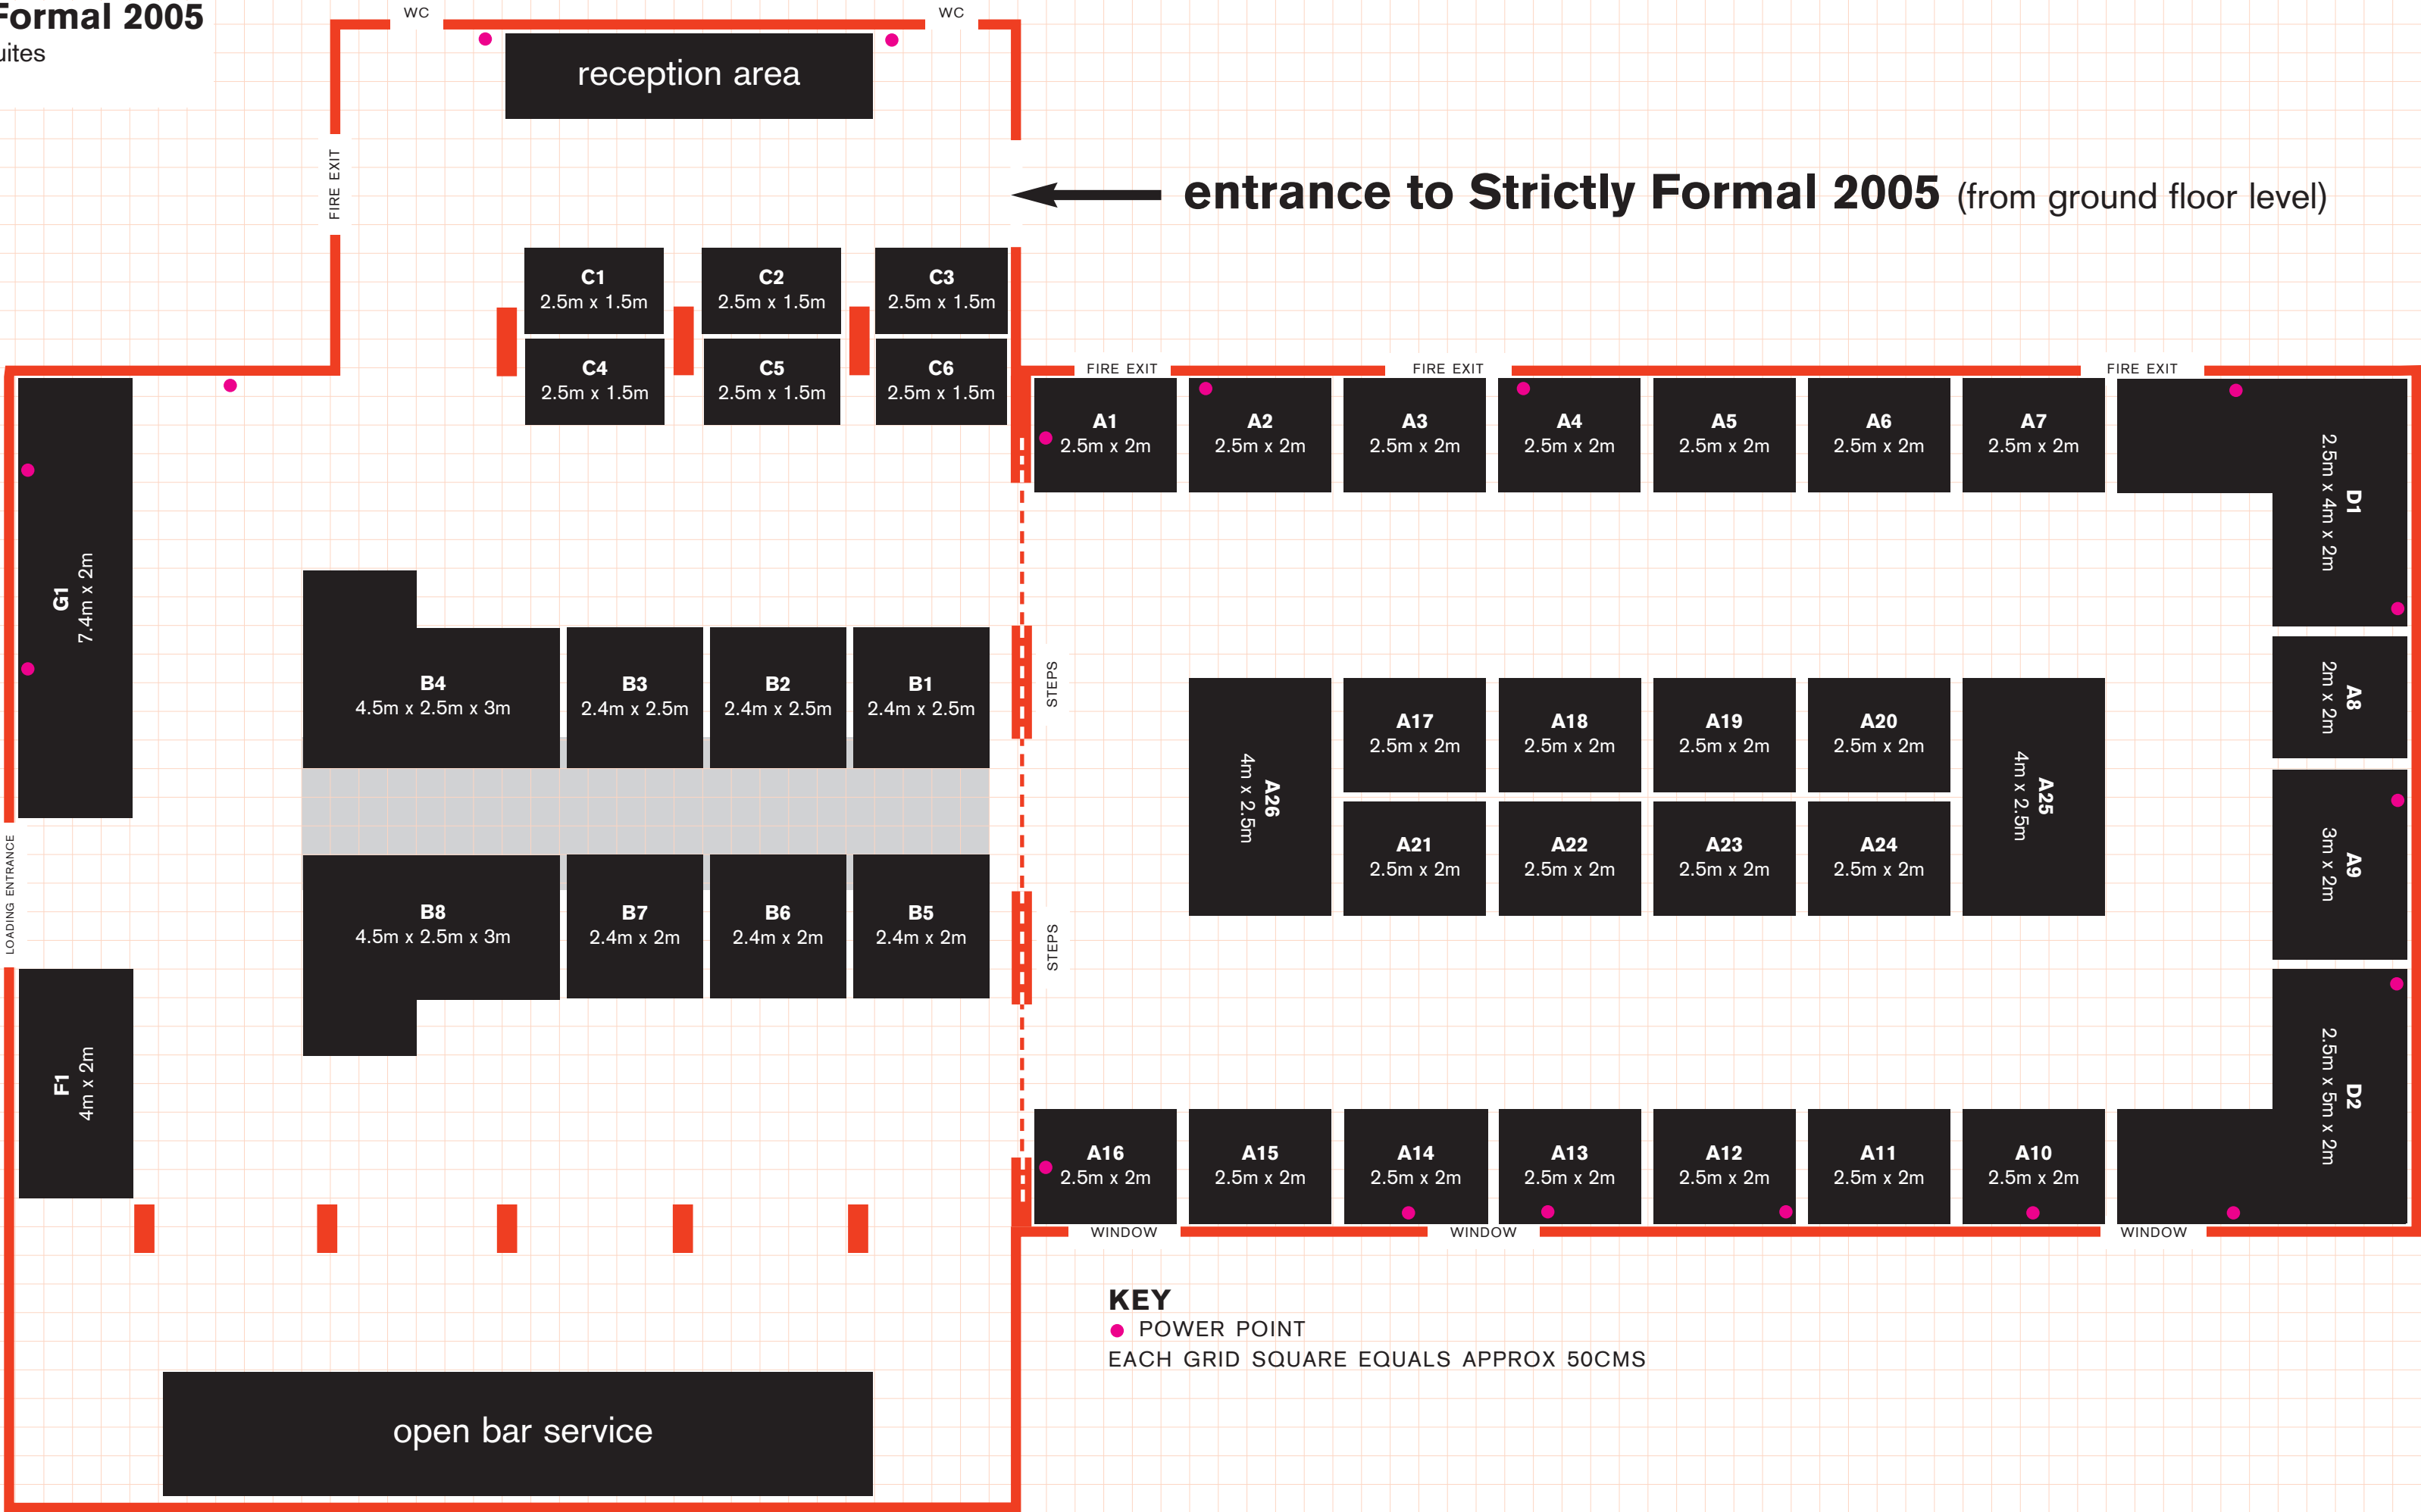 Formal 2005
uites
WC
WC
reception area
FIRE EXIT
entrance to Strictly Formal 2005 (from ground floor level)
C1
2.5m x 1.5m
C2
2.5m x 1.5m
C3
2.5m x 1.5m
C4
2.5m x 1.5m
C5
2.5m x 1.5m
C6
2.5m x 1.5m
FIRE EXIT
FIRE EXIT
FIRE EXIT
A1
2.5m x 2m
A2
2.5m x 2m
A3
2.5m x 2m
A4
2.5m x 2m
A5
2.5m x 2m
A6
2.5m x 2m
A7
2.5m x 2m
D1
2.5m x 4m x 2m
G1
7.4m x 2m
B4
4.5m x 2.5m x 3m
B3
2.4m x 2.5m
B2
2.4m x 2.5m
B1
2.4m x 2.5m
STEPS
A26
4m x 2.5m
A17
2.5m x 2m
A18
2.5m x 2m
A19
2.5m x 2m
A20
2.5m x 2m
A25
4m x 2.5m
A8
2m x 2m
A21
2.5m x 2m
A22
2.5m x 2m
A23
2.5m x 2m
A24
2.5m x 2m
A9
3m x 2m
LOADING ENTRANCE
B8
4.5m x 2.5m x 3m
B7
2.4m x 2m
B6
2.4m x 2m
B5
2.4m x 2m
STEPS
F1
4m x 2m
A16
2.5m x 2m
A15
2.5m x 2m
A14
2.5m x 2m
A13
2.5m x 2m
A12
2.5m x 2m
A11
2.5m x 2m
A10
2.5m x 2m
D2
2.5m x 5m x 2m
WINDOW
WINDOW
WINDOW
KEY
POWER POINT
EACH GRID SQUARE EQUALS APPROX 50CMS
open bar service